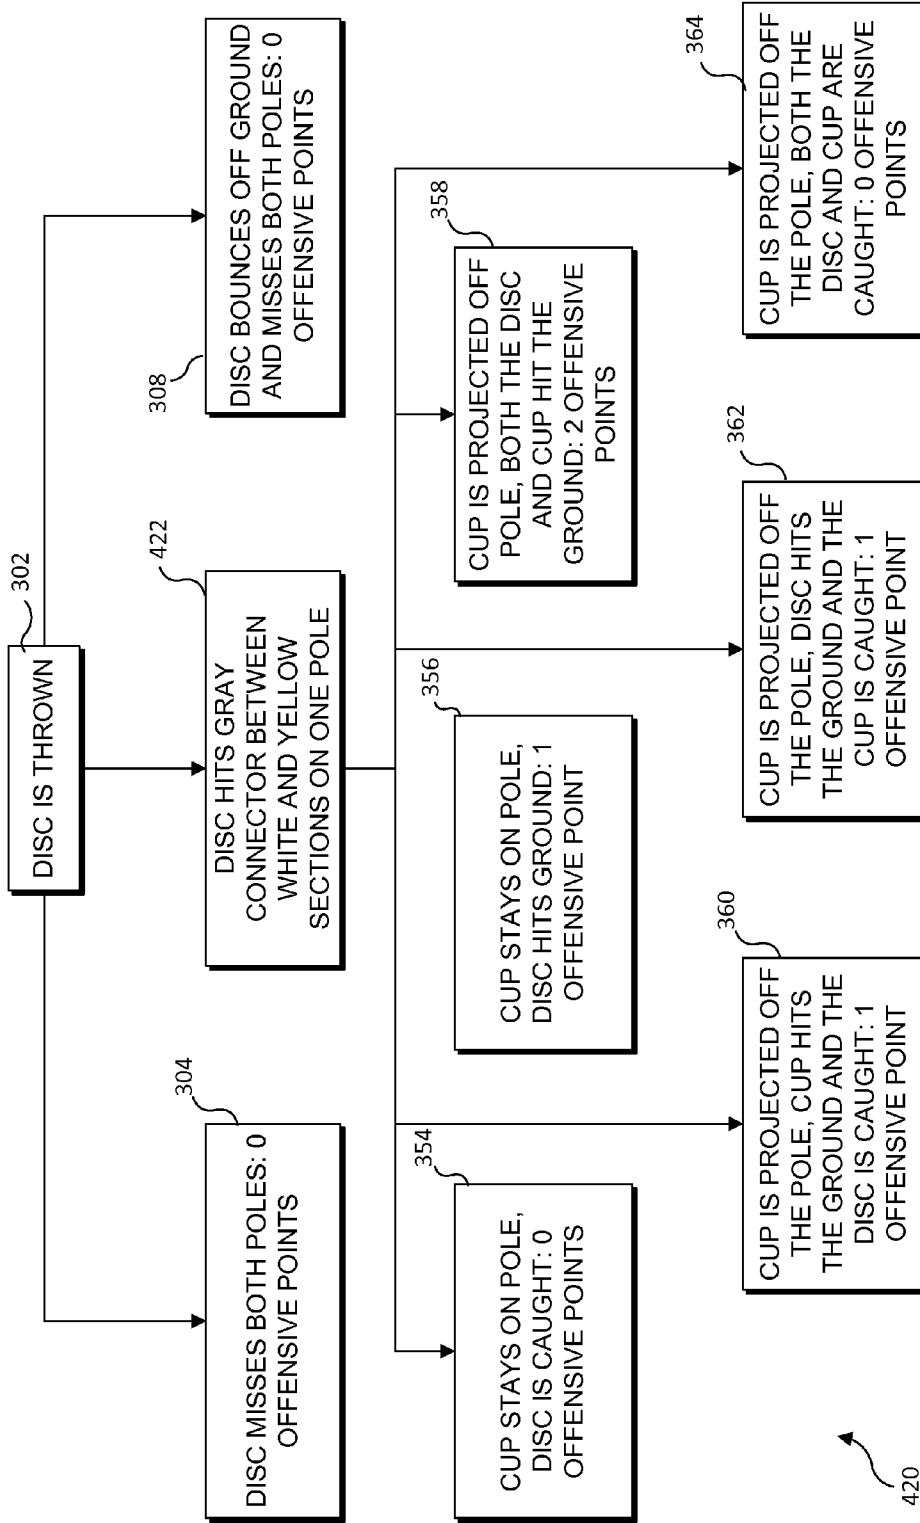 302
DISC IS THROWN
304
DISC MISSES BOTH POLES: 0
OFFENSIVE POINTS
422
DISC HITS GRAY
CONNECTOR BETWEEN
WHITE AND YELLOW
SECTIONS ON ONE POLE
308
DISC BOUNCES OFF GROUND
AND MISSES BOTH POLES: 0
OFFENSIVE POINTS
354
CUP STAYS ON POLE,
DISC IS CAUGHT: 0
OFFENSIVE POINTS
356
CUP STAYS ON POLE,
DISC HITS GROUND: 1
OFFENSIVE POINT
358
CUP IS PROJECTED OFF
POLE, BOTH THE DISC
AND CUP HIT THE
GROUND: 2 OFFENSIVE
POINTS
360
CUP IS PROJECTED OFF
THE POLE, CUP HITS
THE GROUND AND THE
DISC IS CAUGHT: 1
OFFENSIVE POINT
362
CUP IS PROJECTED OFF
THE POLE, DISC HITS
THE GROUND AND THE
CUP IS CAUGHT: 1
OFFENSIVE POINT
364
CUP IS PROJECTED OFF
THE POLE, BOTH THE
DISC AND CUP ARE
CAUGHT: 0 OFFENSIVE
POINTS
420